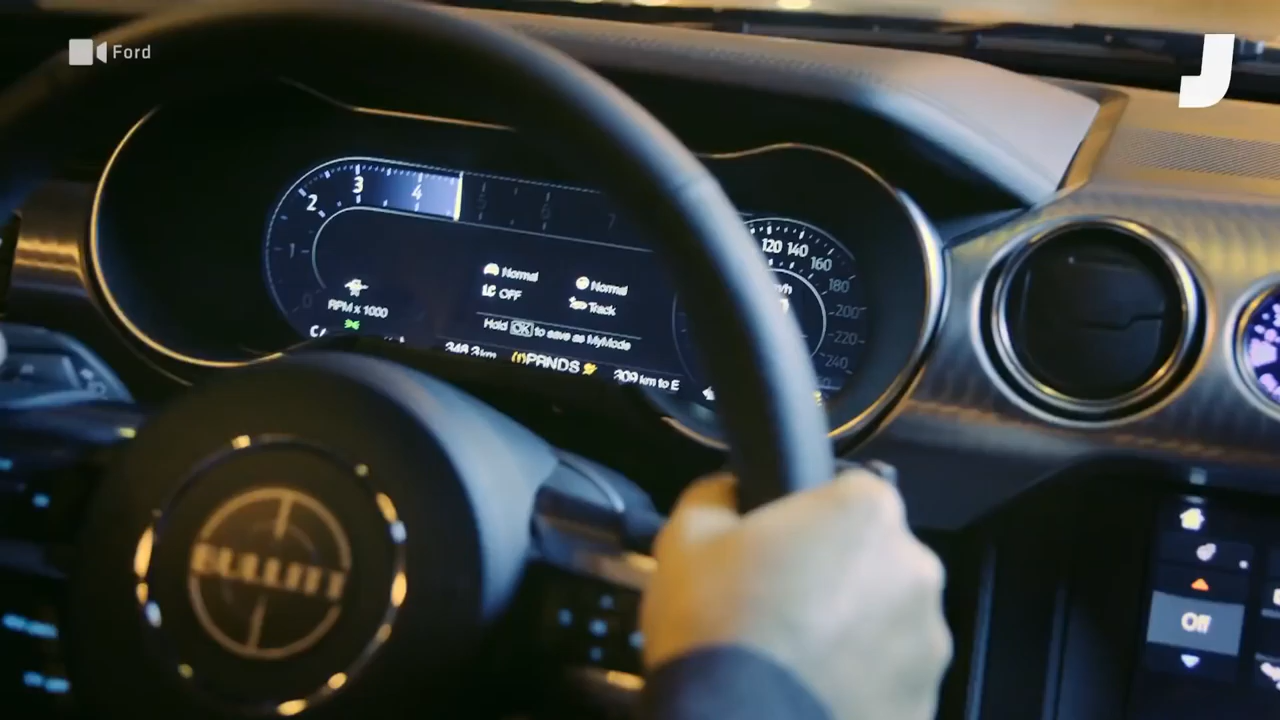 Ford
J
3
4
2
5
1
6
7
0
RPM x 1000
Normal
Normal
LC OFF
Track
Hold OK to save as MyMode
PRNDS
309 km to E
120 140
160
180
200
220
240
BULLITT
Off